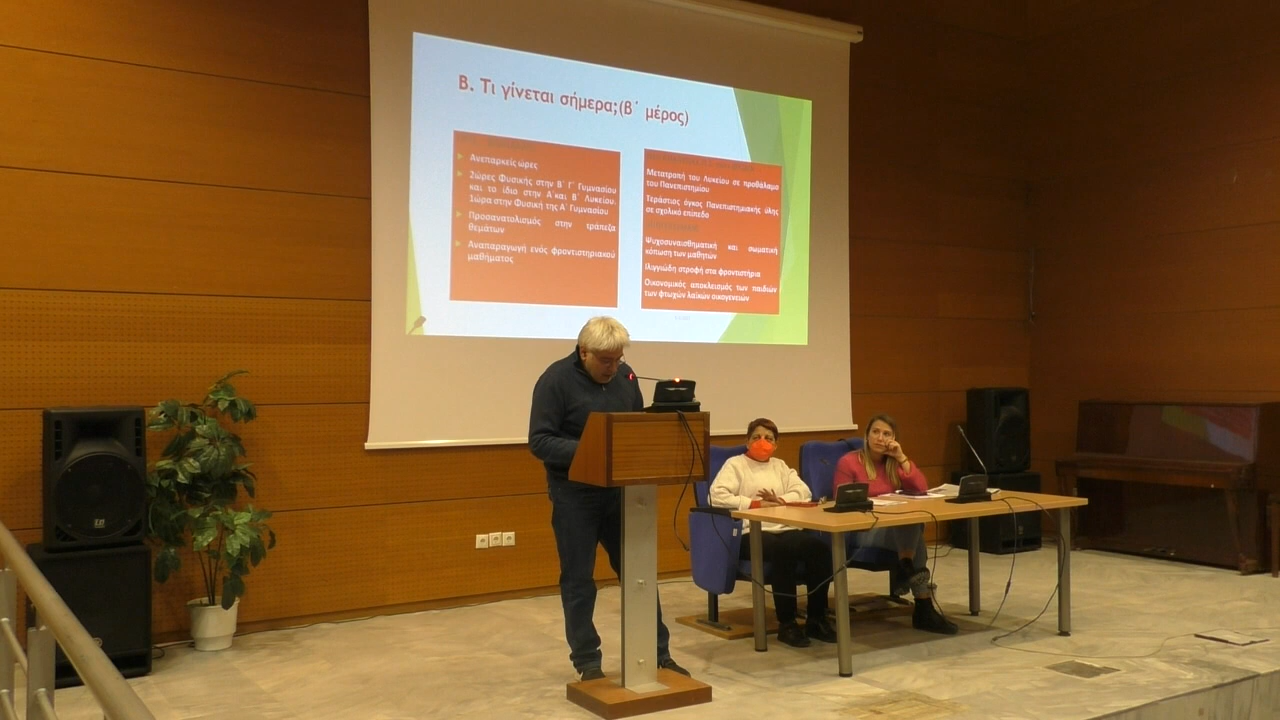 Β. Τι γίνεται σήμερα;(β΄ μέρος)
Ανεπαρκείς ώρες
2ώρες Φυσικής στην Β΄ Γ΄ Γυμνασίου
και το ίδιο στην Α΄και Β΄ Λυκείου.
1ώρα στην Φυσική της Α΄ Γυμνασίου
Προσανατολισμός στην τράπεζα
θεμάτων
Αναπαραγωγή ενός φροντιστηριακού
μαθήματος
Μετατροπή του Λυκείου σε προθάλαμο
του Πανεπιστημίου
Τεράστιος όγκος Πανεπιστημιακής ύλης
σε σχολικό επίπεδο
Ψυχοσυναισθηματική και σωματική
κόπωση των μαθητών
Ιλιγγιώδη στροφή στα φροντιστήρια
Οικονομικός αποκλεισμός των παιδιών
των φτωχών λαϊκών οικογενειών